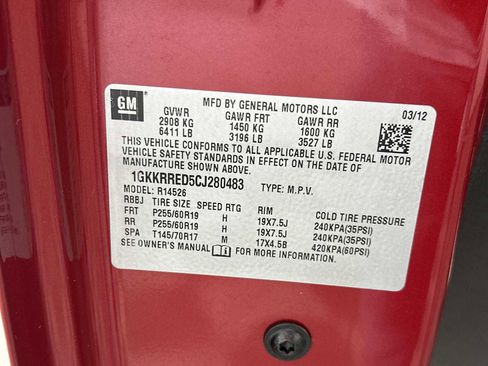 GM
MFD BY GENERAL MOTORS LLC
03/12
GVWR GAWR FRT GAWR RR
2908 KG 1450 KG 1600 KG
6411 LB 3196 LB 3527 LB
THIS VEHICLE CONFORMS TO ALL APPLICABLE U.S. FEDERAL MOTOR
VEHICLE SAFETY STANDARDS IN EFFECT ON THE DATE OF
MANUFACTURE SHOWN ABOVE.
1GKKRRED5CJ280483 TYPE: M.P.V.
MODEL: R14526
RBBJ TIRE SIZE SPEED RTG RIM COLD TIRE PRESSURE
FRT P255/60R19 H 19X7.5J 240KPA(35PSI)
RR P255/60R19 H 19X7.5J 240KPA(35PSI)
SPA T145/70R17 M 17X4.5B 420KPA(60PSI)
SEE OWNER'S MANUAL FOR MORE INFORMATION.